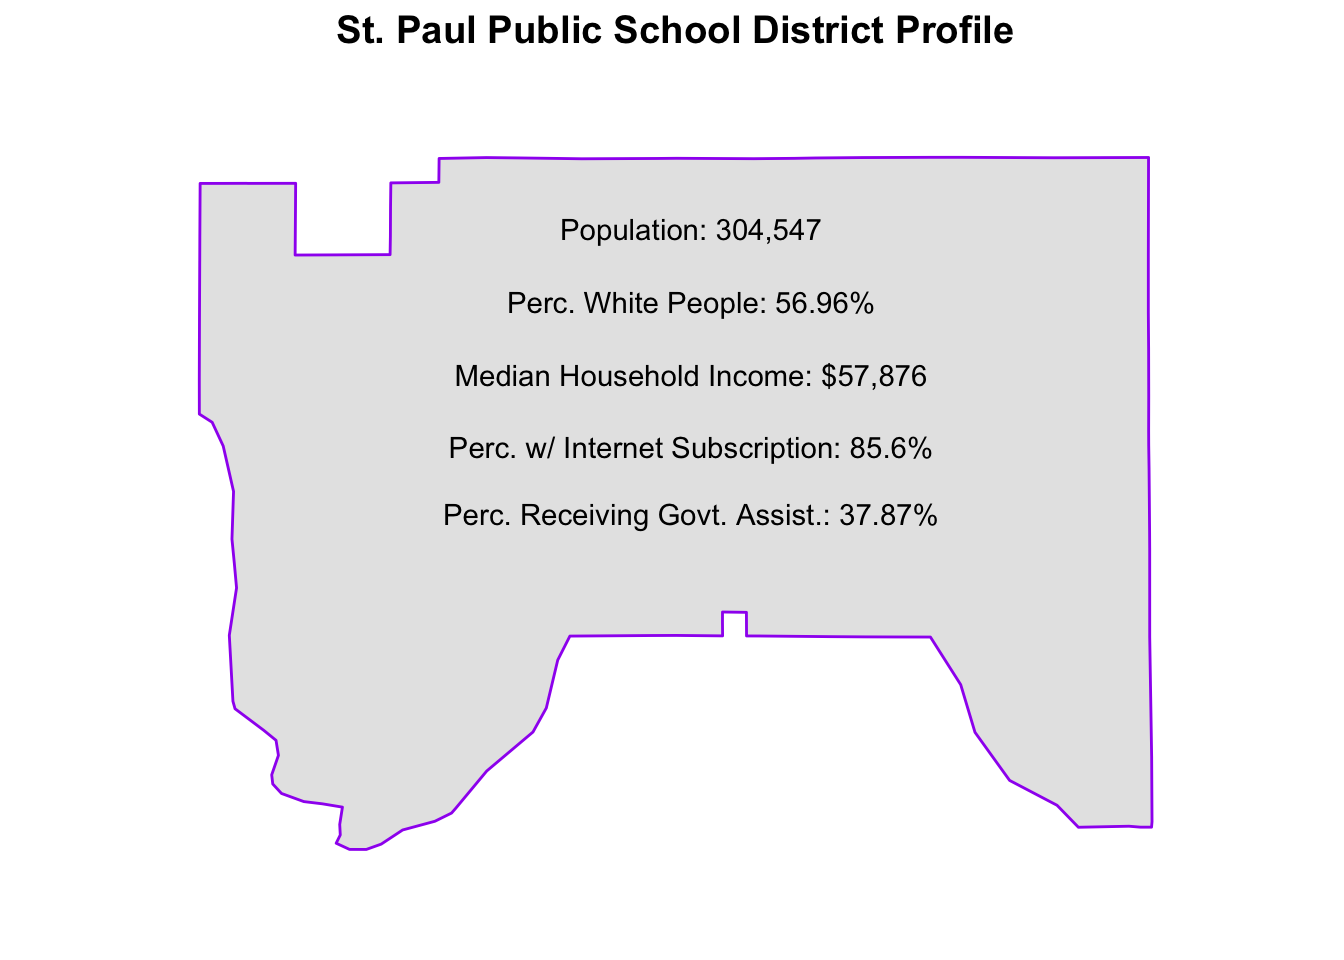 St. Paul Public School District Profile
Population: 304,547
Perc. White People: 56.96%
Median Household Income: $57,876
Perc. w/ Internet Subscription: 85.6%
Perc. Receiving Govt. Assist.: 37.87%